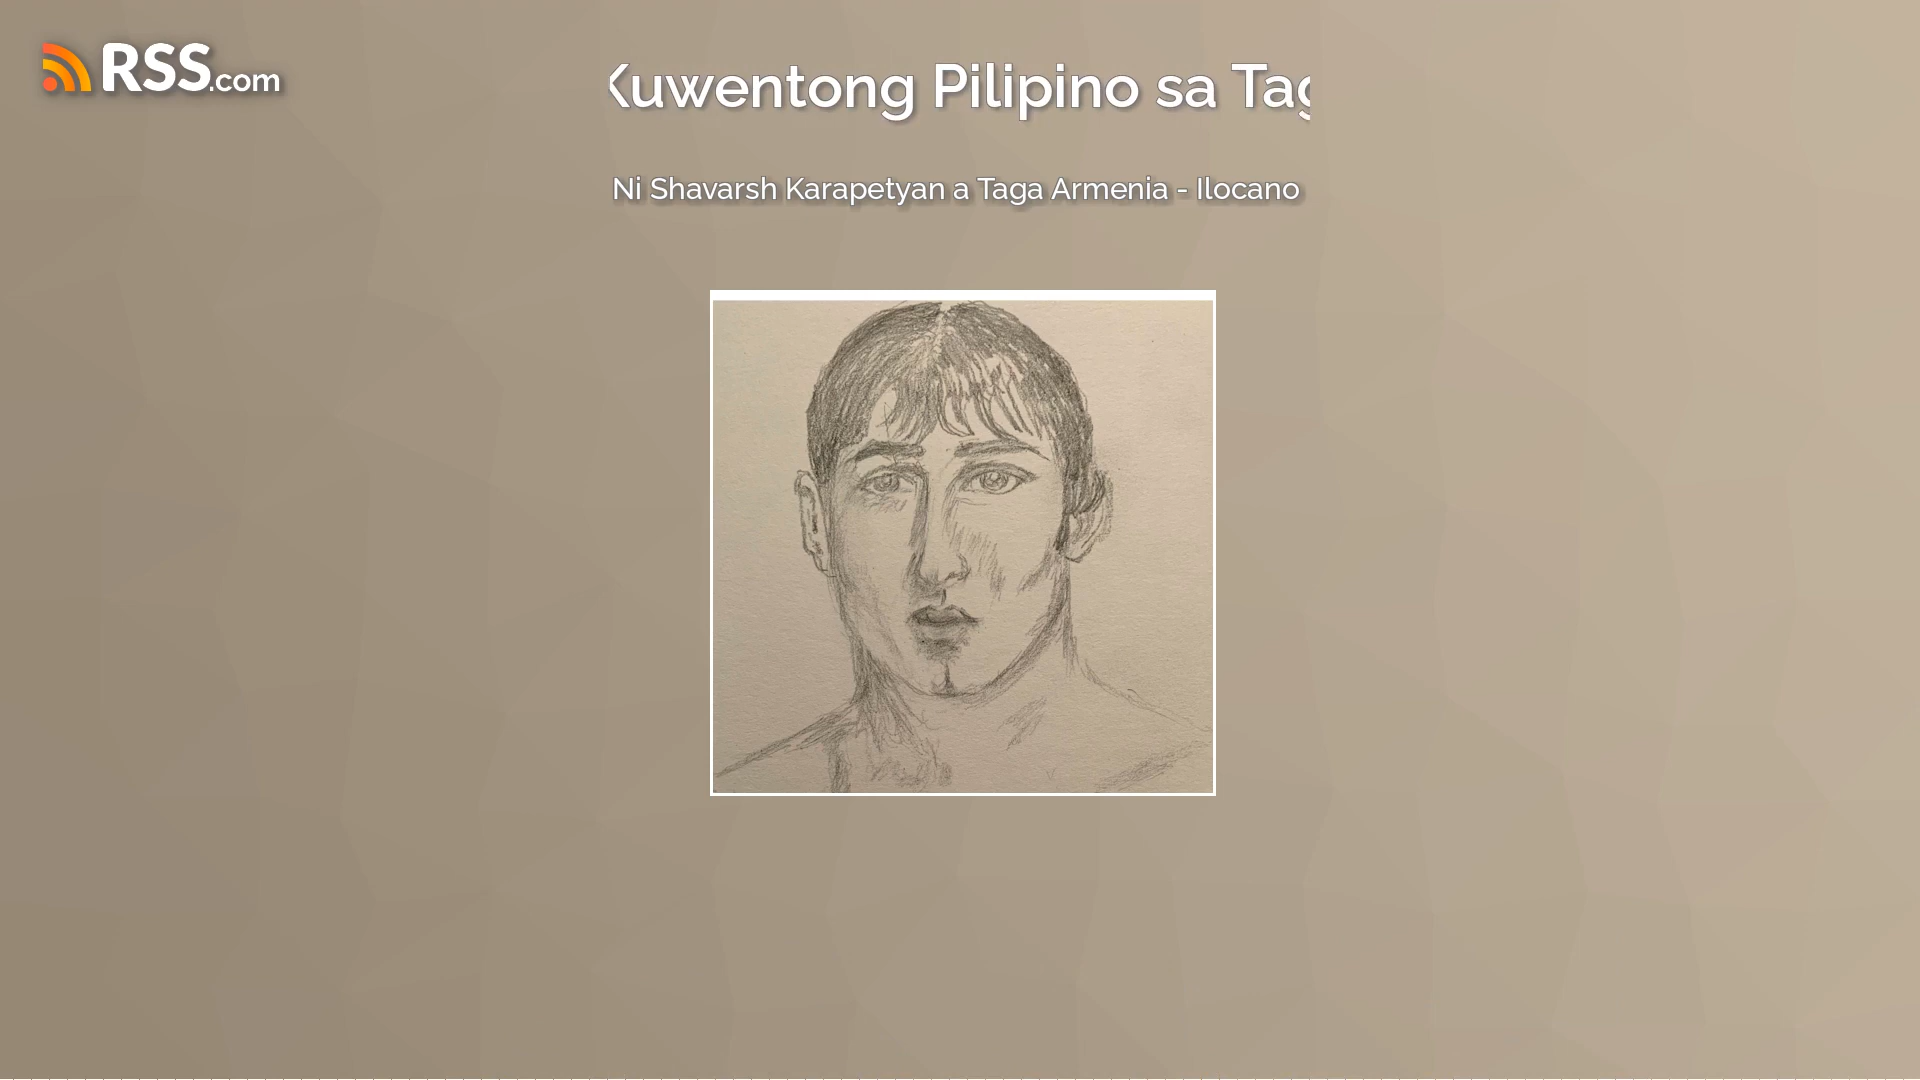 RSS.com
Kuwentong Pilipino sa Tag
Ni Shavarsh Karapetyan a Taga Armenia - Ilocano